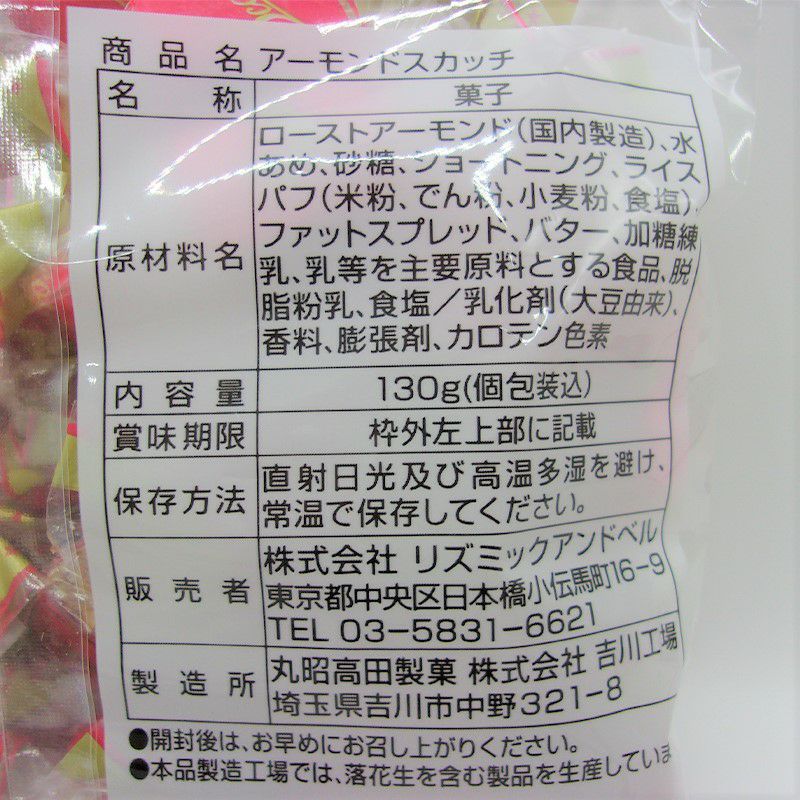 商品名 アーモンドスカッチ
名称 菓子
原材料名 ローストアーモンド(国内製造)、水
あめ、砂糖、ショートニング、ライス
パフ(米粉、でん粉、小麦粉、食塩)、
ファットスプレッド、バター、加糖練
乳、乳等を主要原料とする食品、脱
脂粉乳、食塩/乳化剤(大豆由来)、
香料、膨張剤、カロテン色素
内容量 130g(個包装込)
賞味期限 枠外左上部に記載
保存方法 直射日光及び高温多湿を避け、
常温で保存してください。
販売者 株式会社 リズミックアンドベル
東京都中央区日本橋小伝馬町16-9
TEL 03-5831-6621
製造所 丸昭高田製菓 株式会社 吉川工場
埼玉県吉川市中野321-8
●開封後は、お早めにお召し上がりください。
●本品製造工場では、落花生を含む製品を生産していま